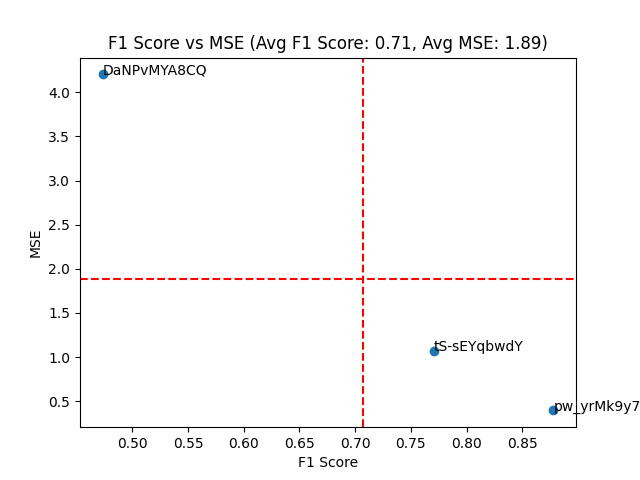 F1 Score vs MSE (Avg F1 Score: 0.71, Avg MSE: 1.89)
DaNPvMYA8CQ
4.0
3.5
3.0
2.5
MSE
2.0
1.5
tS-sEYqbwdY
1.0
0.5
pw_yrMk9y7
0.50 0.55 0.60 0.65 0.70 0.75 0.80 0.85
F1 Score